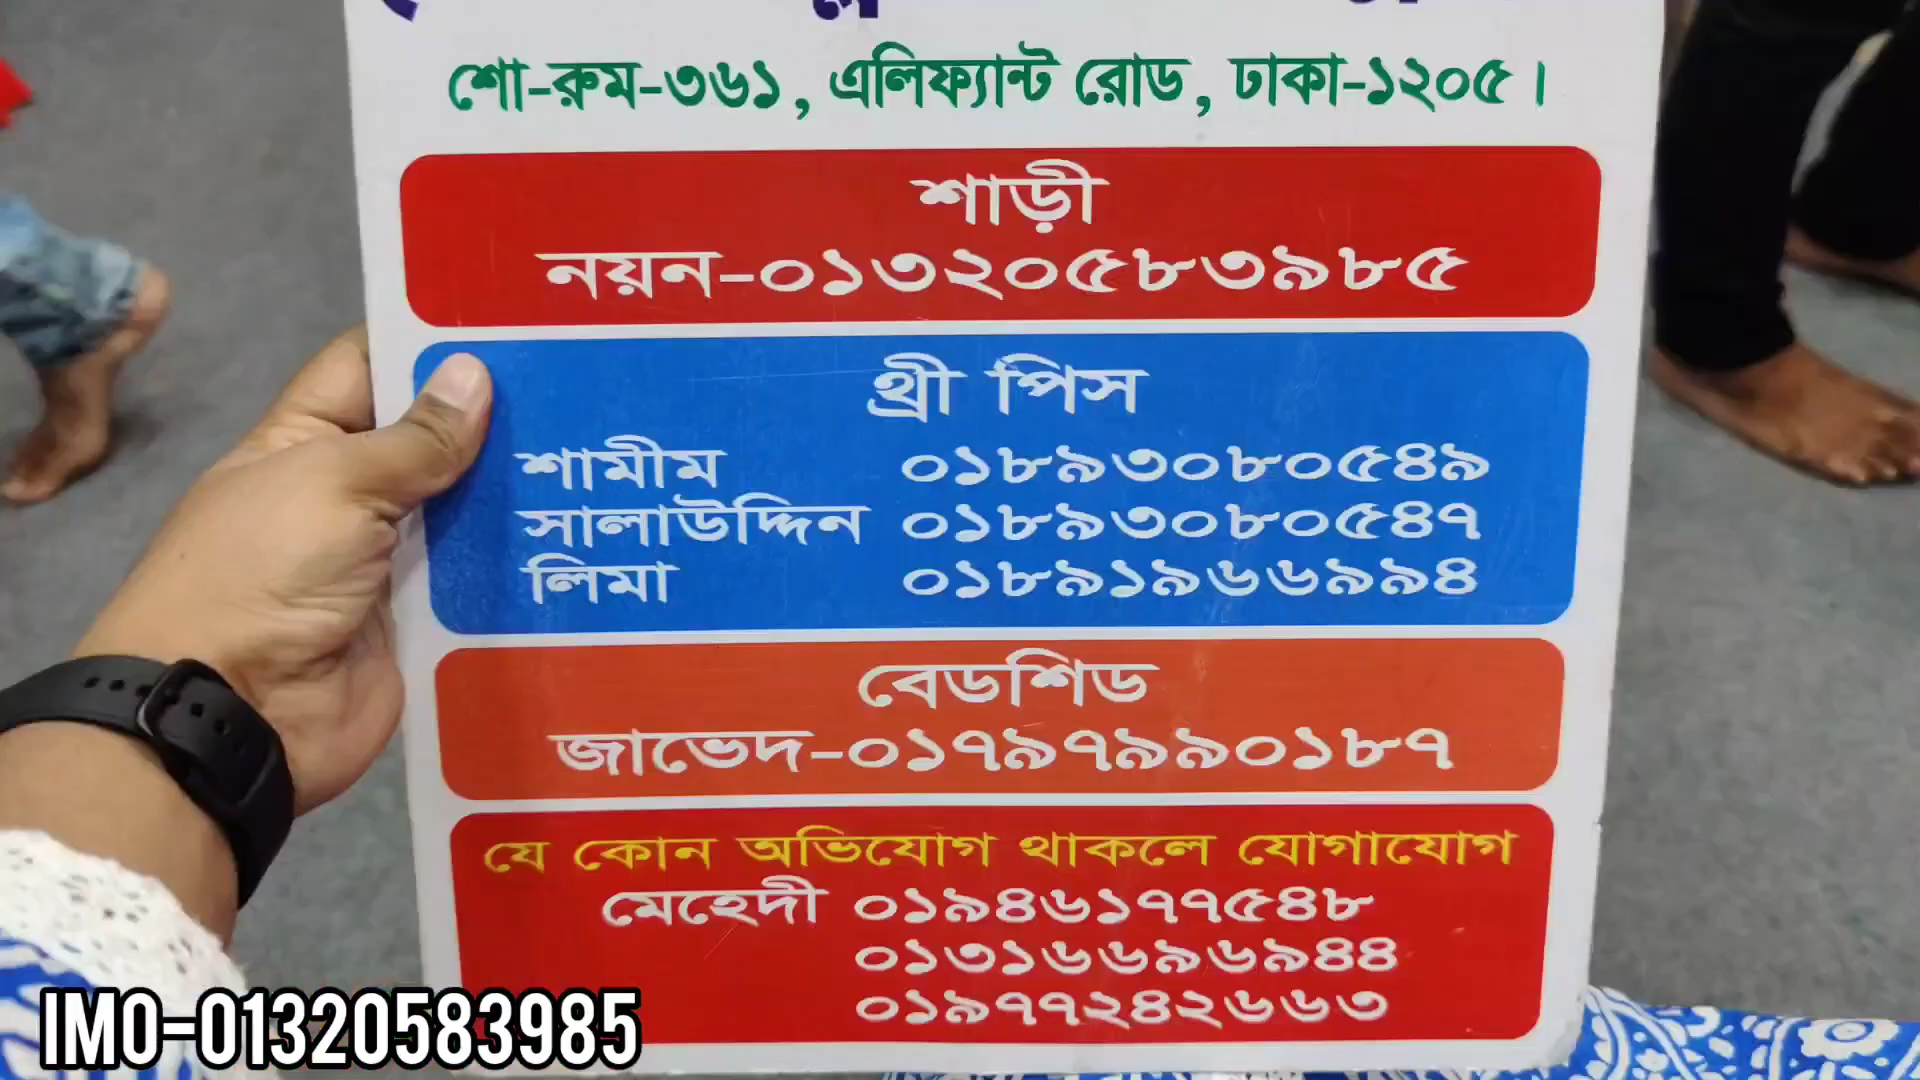 শো-রুম-৩৬১, এলিফ্যান্ট রোড, ঢাকা-১২০৫।
শাড়ী
নয়ন-০১৩২০৫৮৩৯৮৫
থ্রী পিস
শামীম ০১৮৯৩০৮০৫৪৯
সালাউদ্দিন ০১৮৯৩০৮০৫৪৭
লিমা ০১৮৯১৯৬৬৯৯৪
বেডশিড
জাভেদ-০১৭৯৭৯৯০১৮৭
যে কোন অভিযোগ থাকলে যোগাযোগ
মেহেদী ০১৯৪৬১৭৭৫৪৮
০১৩১৬৬৯৬৯৪৪
০১৯৭৭২৪২৬৬৩
IMO-01320583985